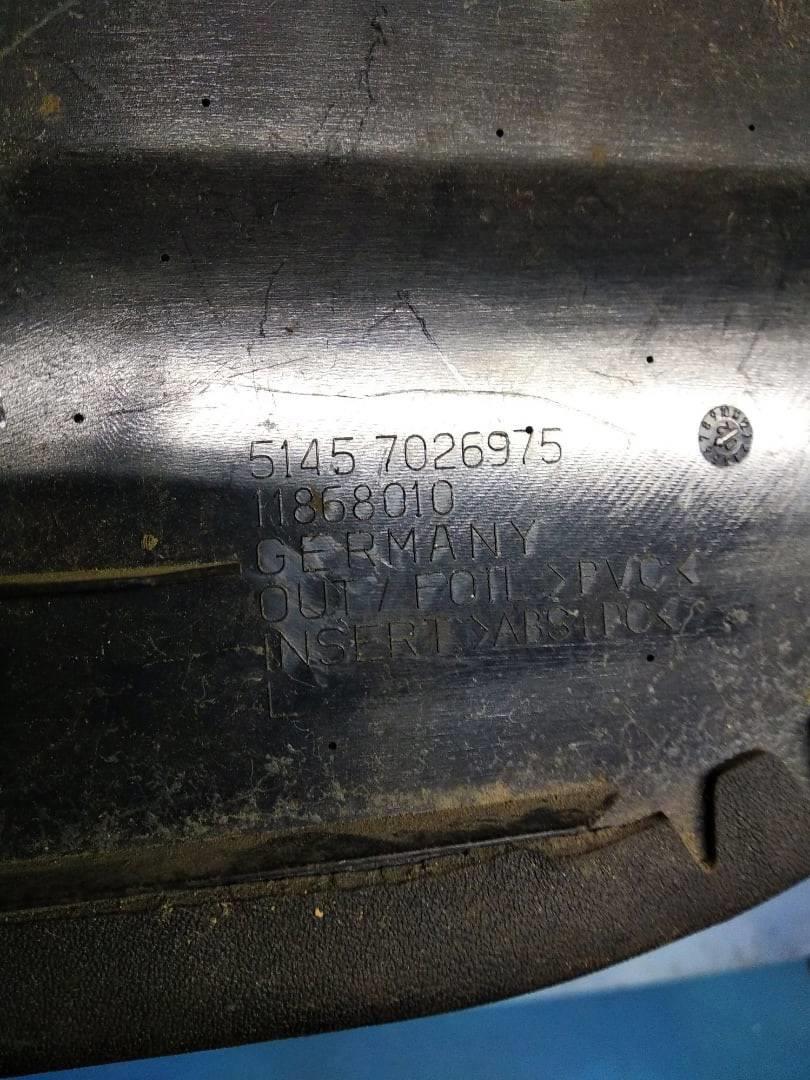 5145 7026975
11868010
GERMANY
OUT/FOIL >PVC<
INSERT >ABS+PC<
L